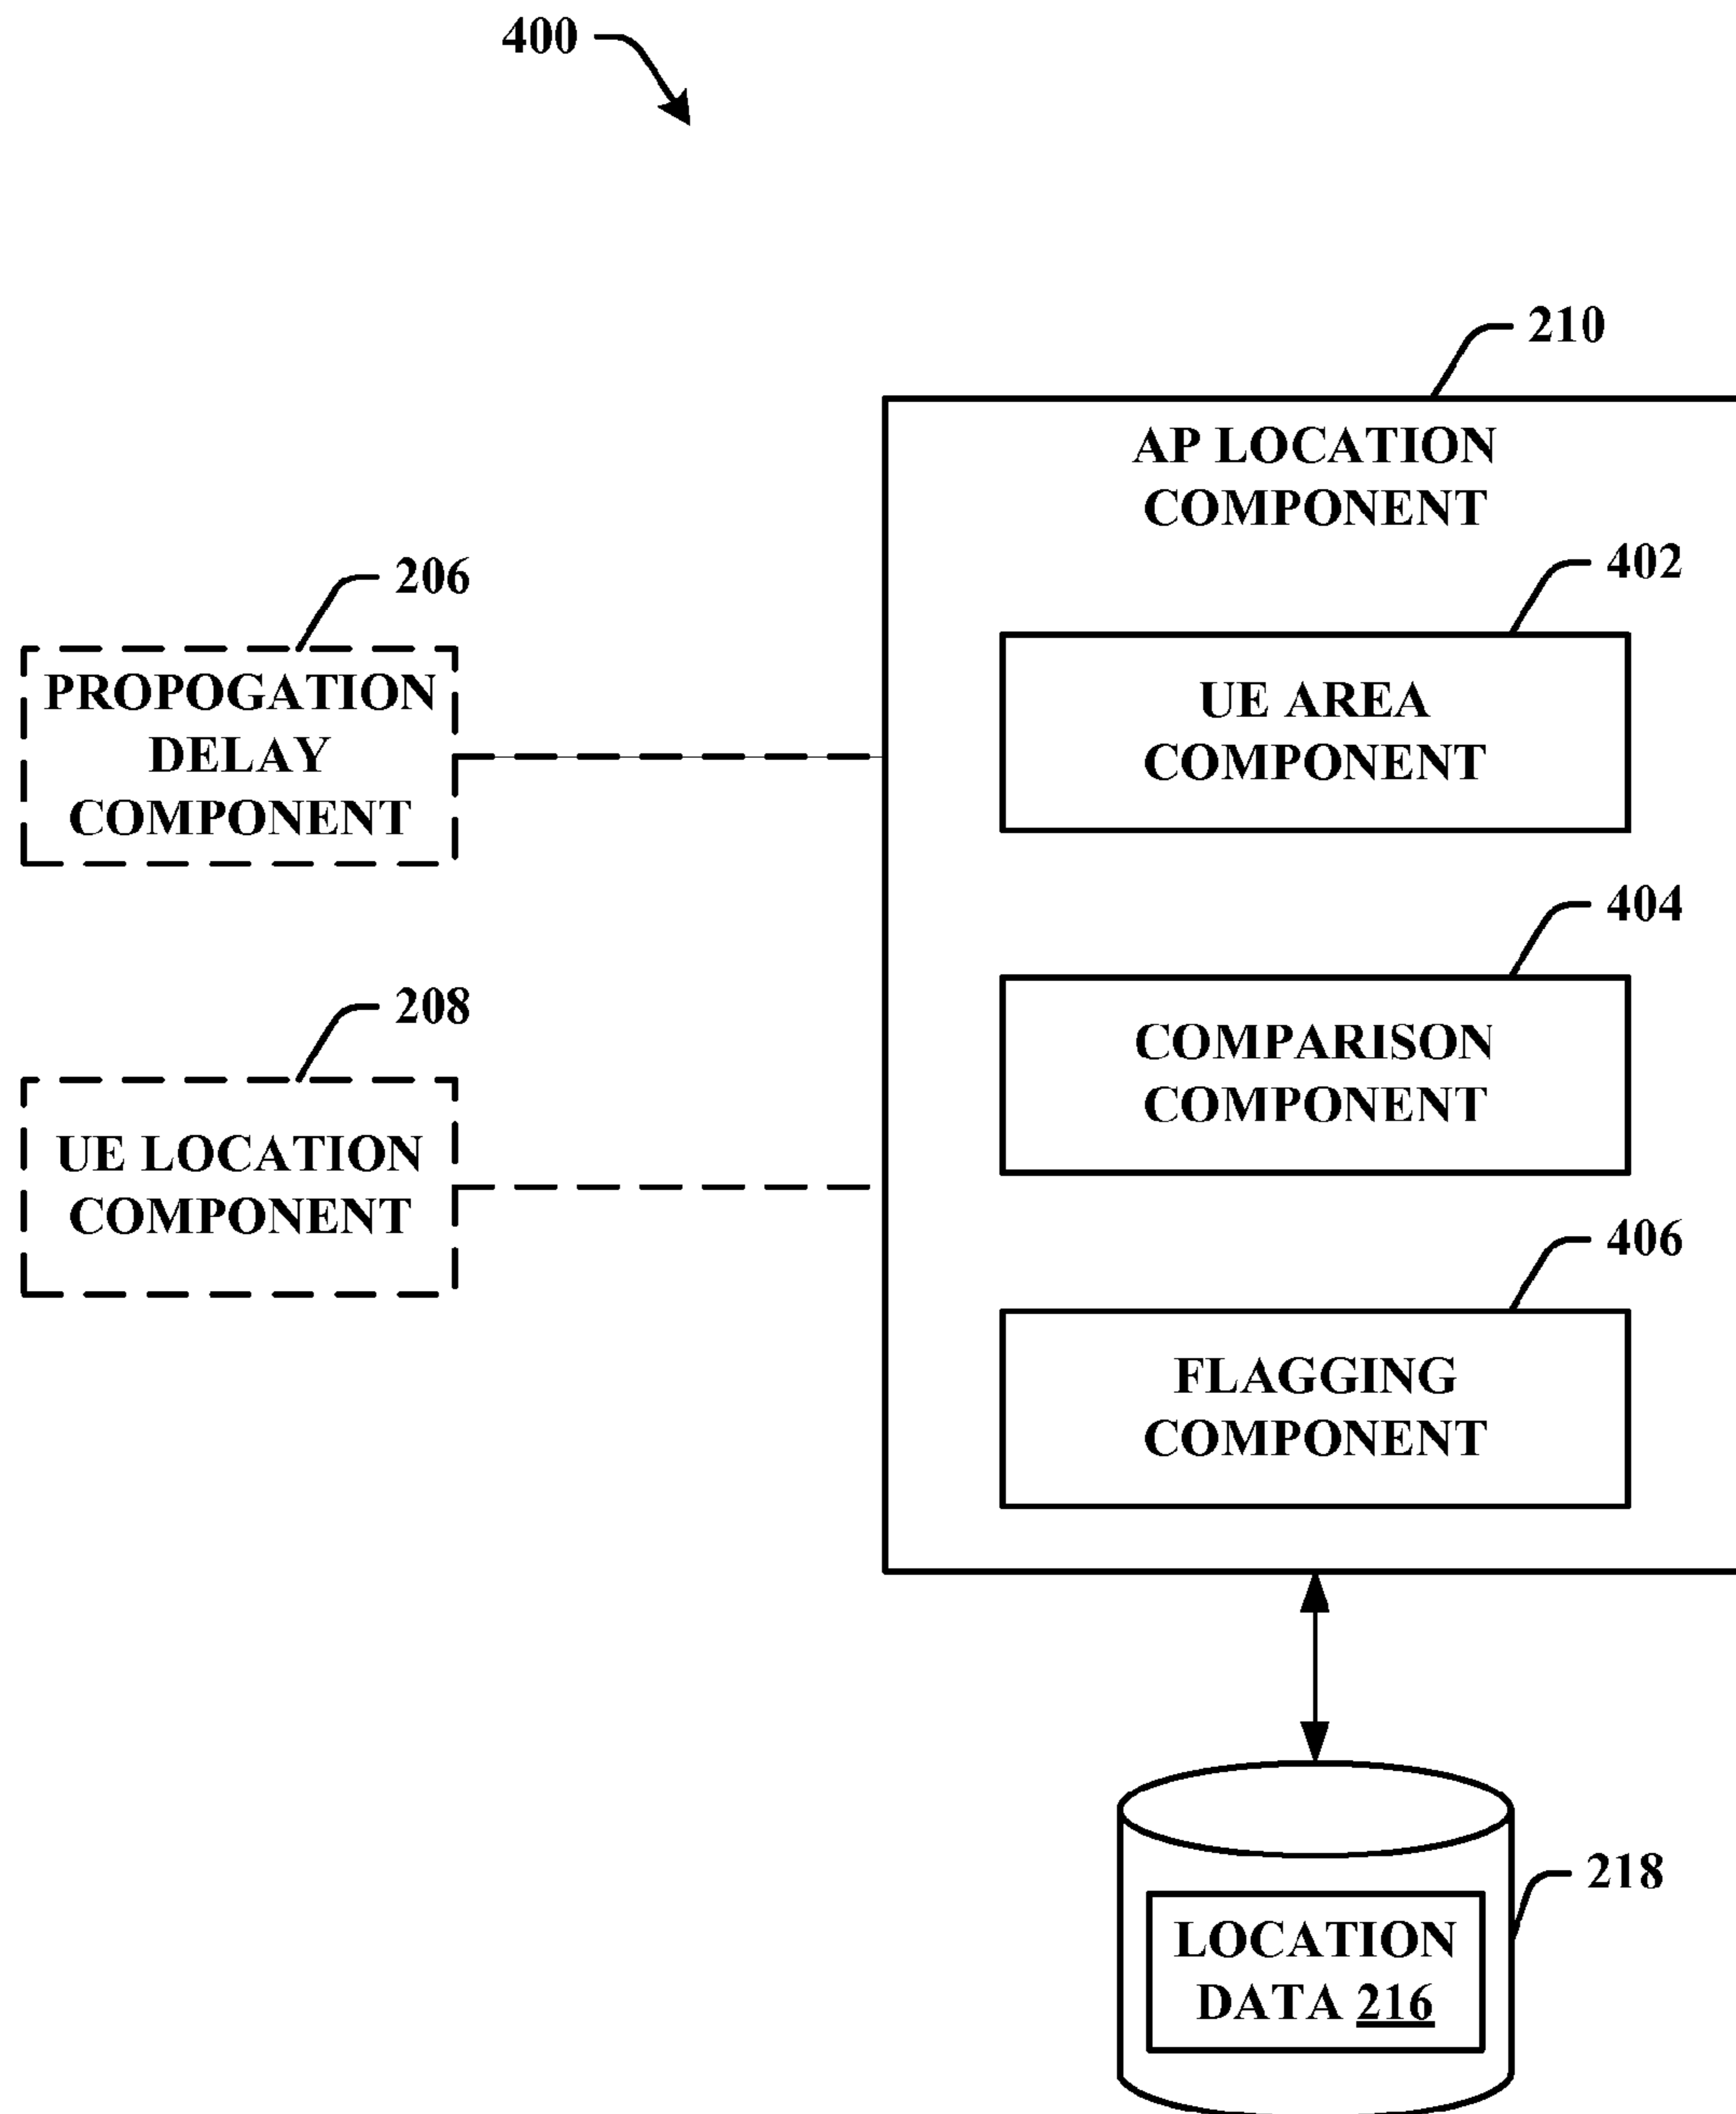 400
210
AP LOCATION
COMPONENT
402
206
PROPOGATION
DELAY
COMPONENT
UE AREA
COMPONENT
404
208
UE LOCATION
COMPONENT
COMPARISON
COMPONENT
406
FLAGGING
COMPONENT
218
LOCATION
DATA 216